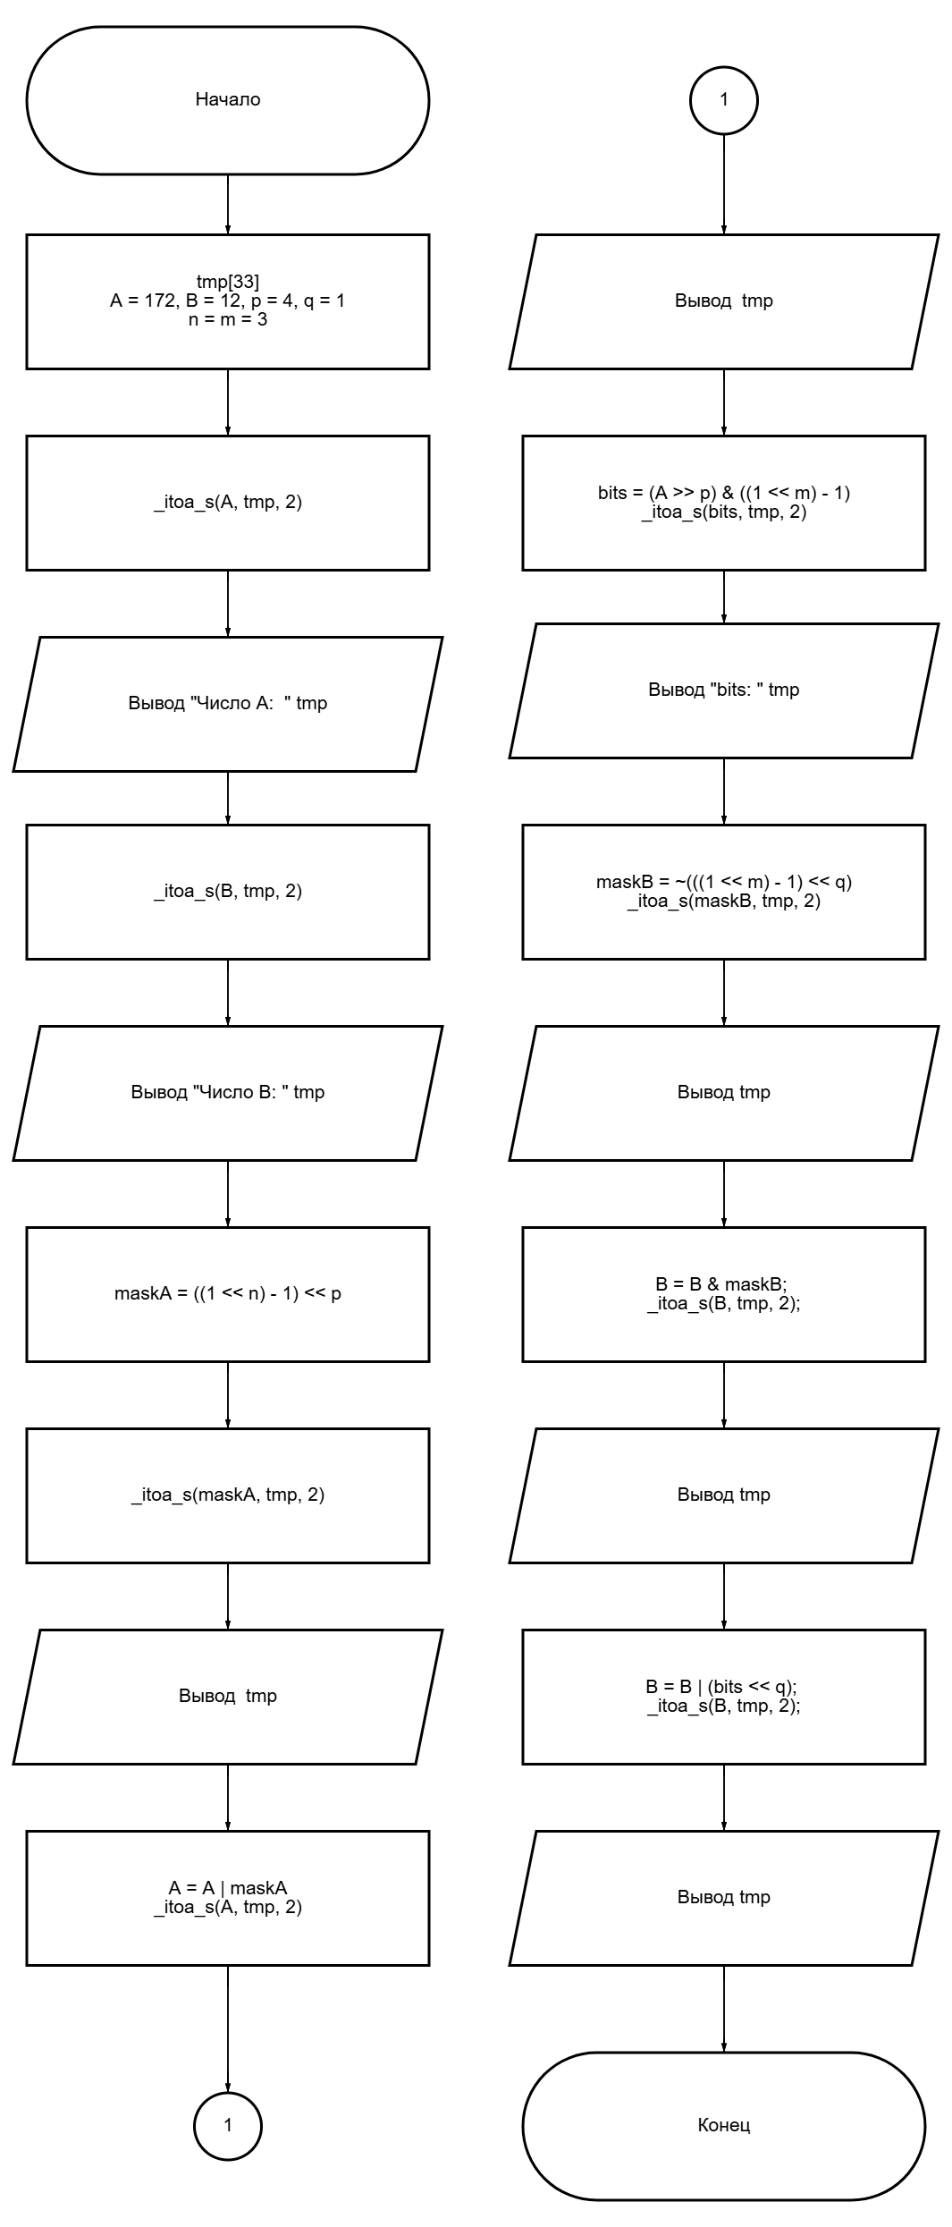 Начало
tmp[33]
A = 172, B = 12, p = 4, q = 1
n = m = 3
_itoa_s(A, tmp, 2)
Вывод "Число A:  " tmp
_itoa_s(B, tmp, 2)
Вывод "Число B: " tmp
maskA = ((1 << n) - 1) << p
_itoa_s(maskA, tmp, 2)
Вывод  tmp
A = A | maskA
_itoa_s(A, tmp, 2)
1
1
Вывод  tmp
bits = (A >> p) & ((1 << m) - 1)
_itoa_s(bits, tmp, 2)
Вывод "bits: " tmp
maskB = ~(((1 << m) - 1) << q)
_itoa_s(maskB, tmp, 2)
Вывод tmp
B = B & maskB;
_itoa_s(B, tmp, 2);
Вывод tmp
B = B | (bits << q);
_itoa_s(B, tmp, 2);
Вывод tmp
Конец